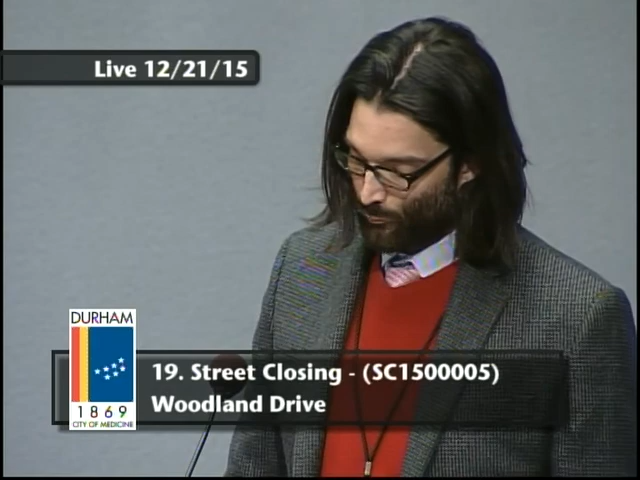 Live 12/21/15
DURHAM
1869
CITY OF MEDICINE
19. Street Closing - (SC1500005)
Woodland Drive